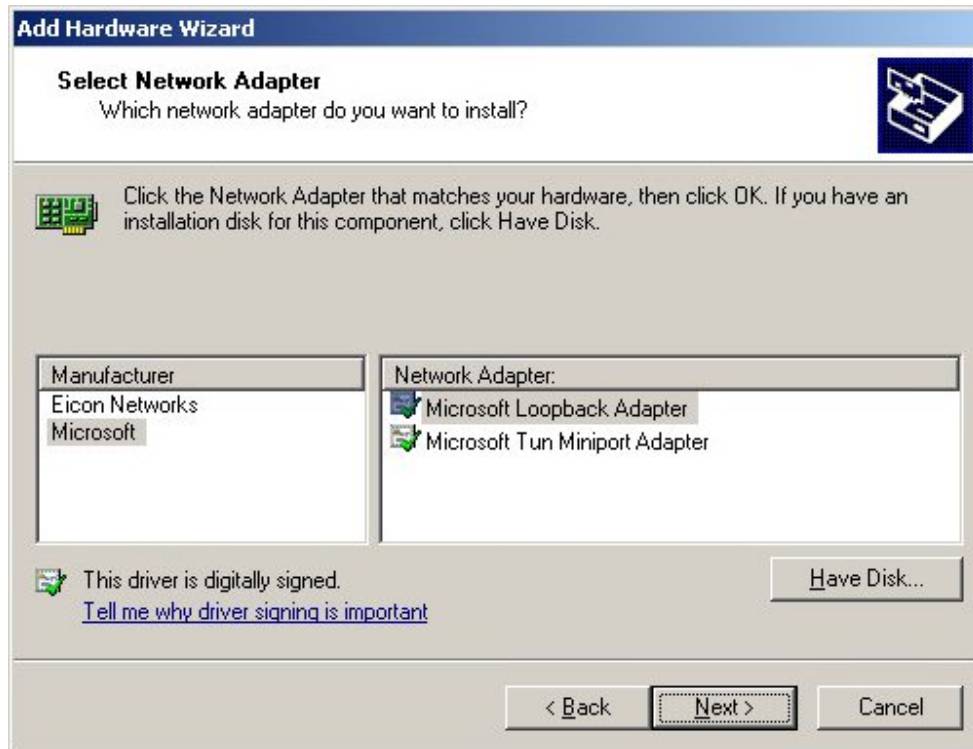 Add Hardware Wizard
Select Network Adapter
Which network adapter do you want to install?
Click the Network Adapter that matches your hardware, then click OK. If you have an
installation disk for this component, click Have Disk.
Manufacturer
Eicon Networks
Microsoft
Network Adapter:
Microsoft Loopback Adapter
Microsoft Tun Miniport Adapter
This driver is digitally signed.
Tell me why driver signing is important
Have Disk...
< Back
Next >
Cancel